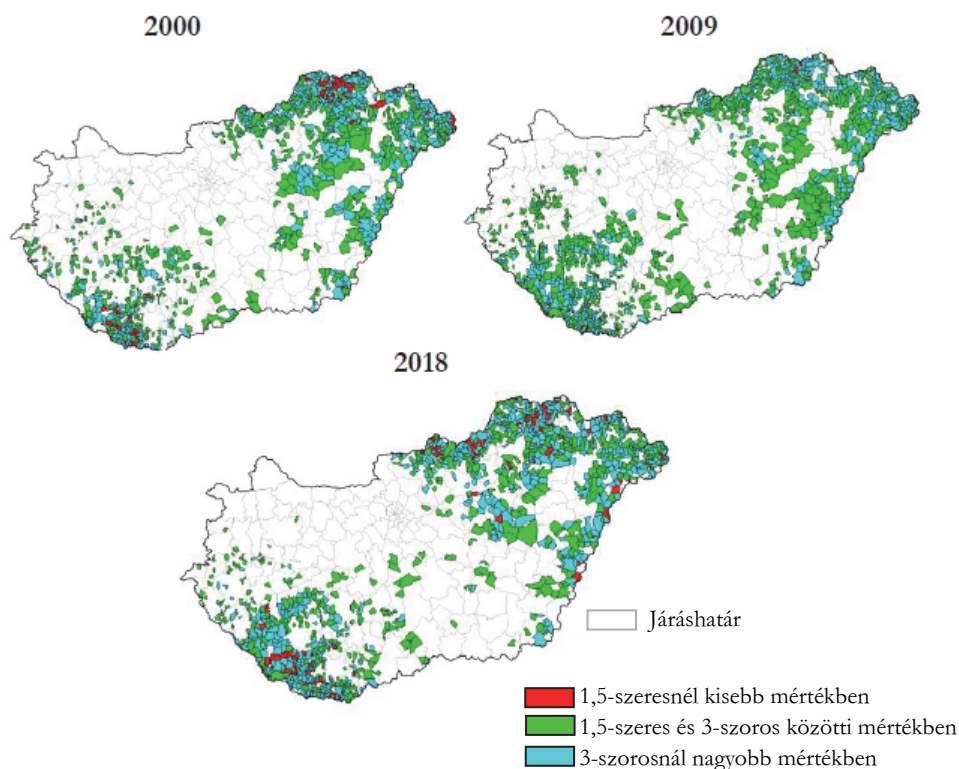 2000
2009
2018
Járáshatár
1,5-szeresnél kisebb mértékben
1,5-szeres és 3-szoros közötti mértékben
3-szorosnál nagyobb mértékben